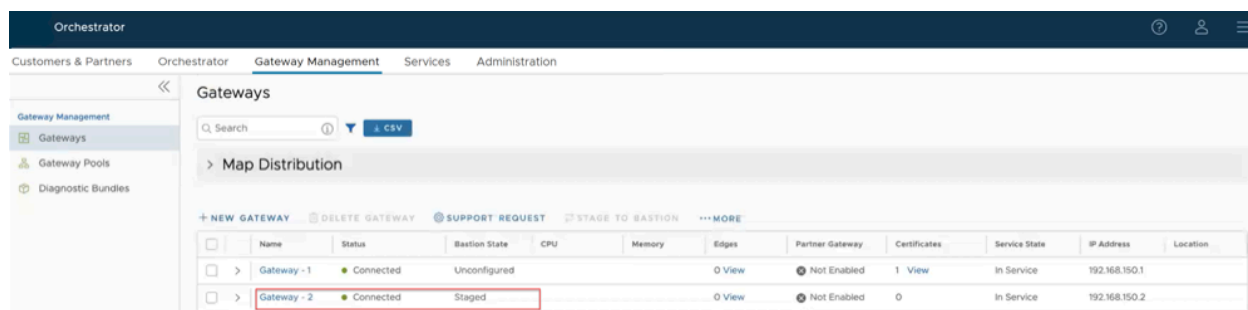 Orchestrator
Customers & Partners Orchestrator Gateway Management Services Administration
Gateways
Gateway Management
Search CSV
Gateways
Gateway Pools
Map Distribution
Diagnostic Bundles
+ NEW GATEWAY DELETE GATEWAY SUPPORT REQUEST STAGE TO BASTION ···MORE
Name Status Bastion State CPU Memory Edges Partner Gateway Certificates Service State IP Address Location
Gateway - 1 Connected Unconfigured 0 View Not Enabled 1 View In Service 192.168.150.1
Gateway - 2 Connected Staged 0 View Not Enabled 0 In Service 192.168.150.2